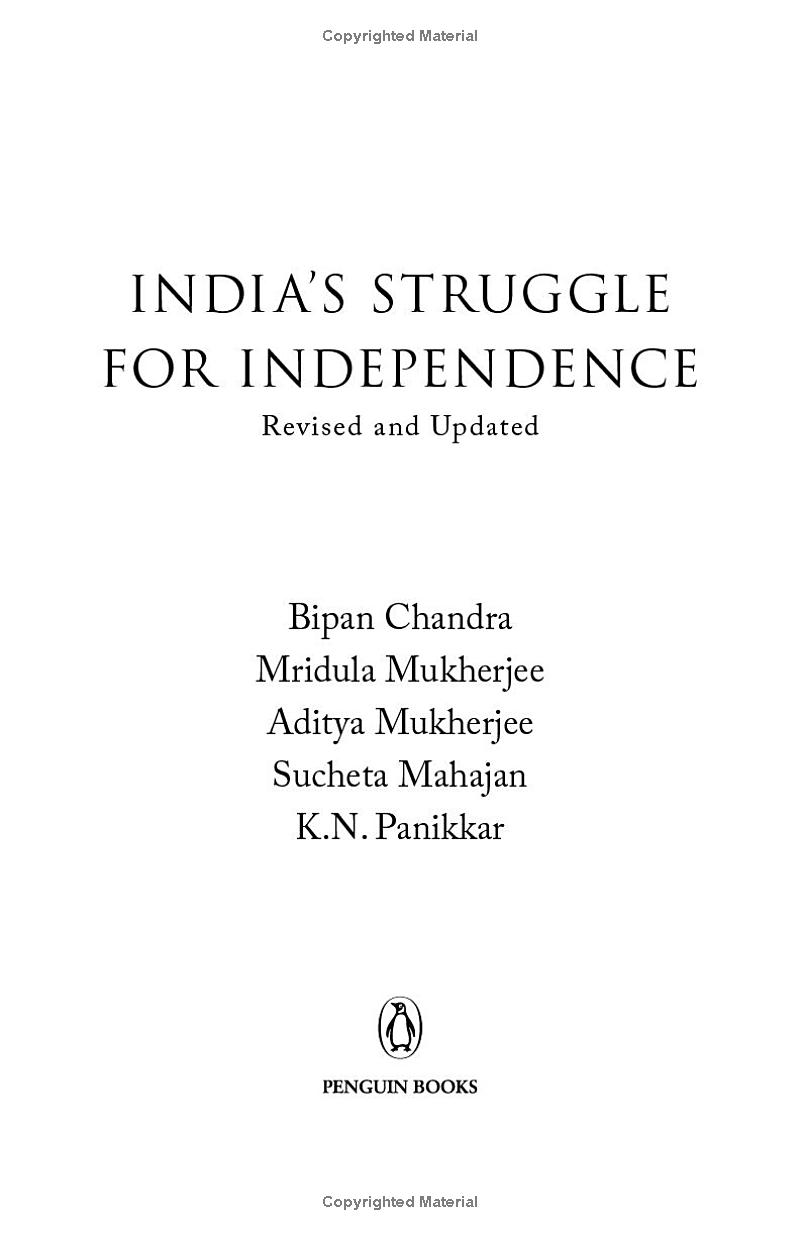 Copyrighted Material
INDIA’S STRUGGLE
FOR INDEPENDENCE
Revised and Updated
Bipan Chandra
Mridula Mukherjee
Aditya Mukherjee
Sucheta Mahajan
K.N. Panikkar
PENGUIN BOOKS
Copyrighted Material